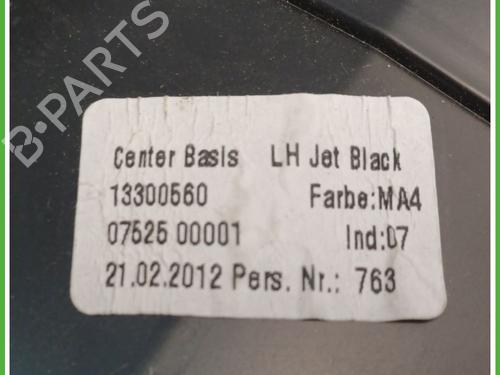 B-PARTS
Center Basis LH Jet Black
13300560 Farbe:MA4
07525 00001 Ind:07
21.02.2012 Pers. Nr.: 763